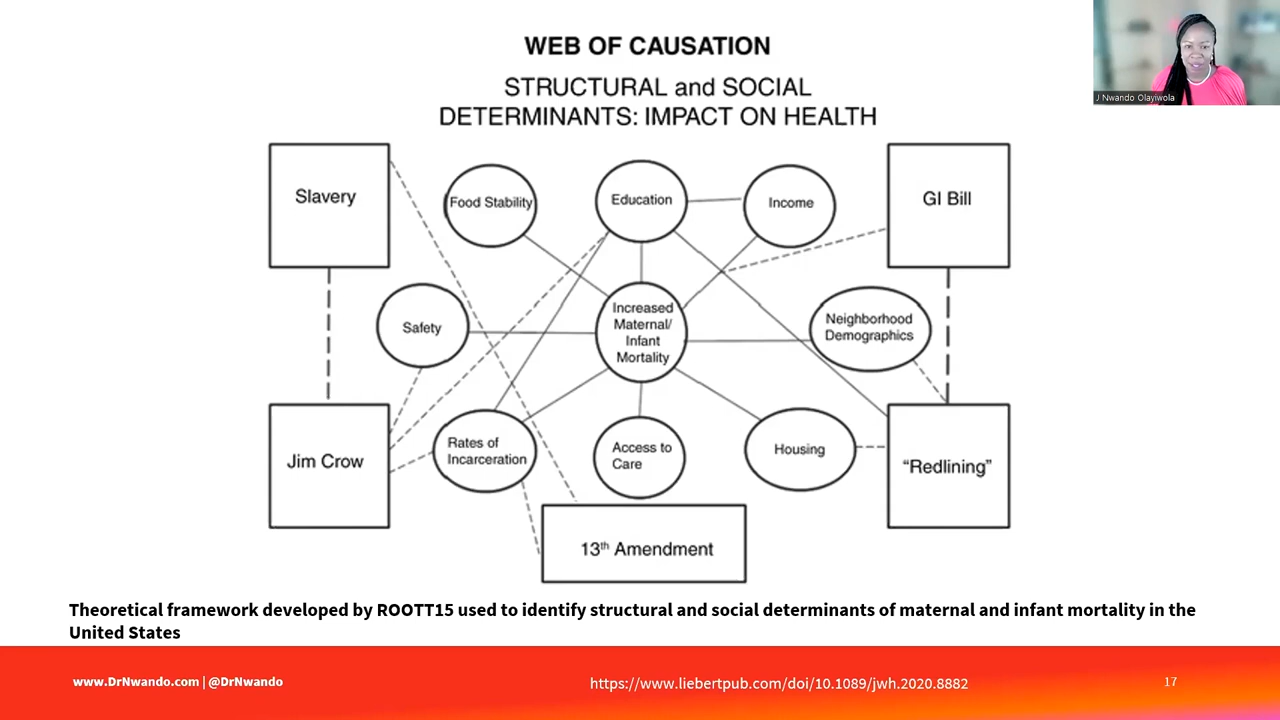 WEB OF CAUSATION
STRUCTURAL and SOCIAL
DETERMINANTS: IMPACT ON HEALTH
J Nwando Olayiwola
Slavery
Food Stability
Education
Income
GI Bill
Safety
Increased
Maternal/
Infant
Mortality
Neighborhood
Demographics
Jim Crow
Rates of
Incarceration
Access to
Care
Housing
“Redlining”
13th Amendment
Theoretical framework developed by ROOTT15 used to identify structural and social determinants of maternal and infant mortality in the
United States
www.DrNwando.com | @DrNwando
https://www.liebertpub.com/doi/10.1089/jwh.2020.8882
17